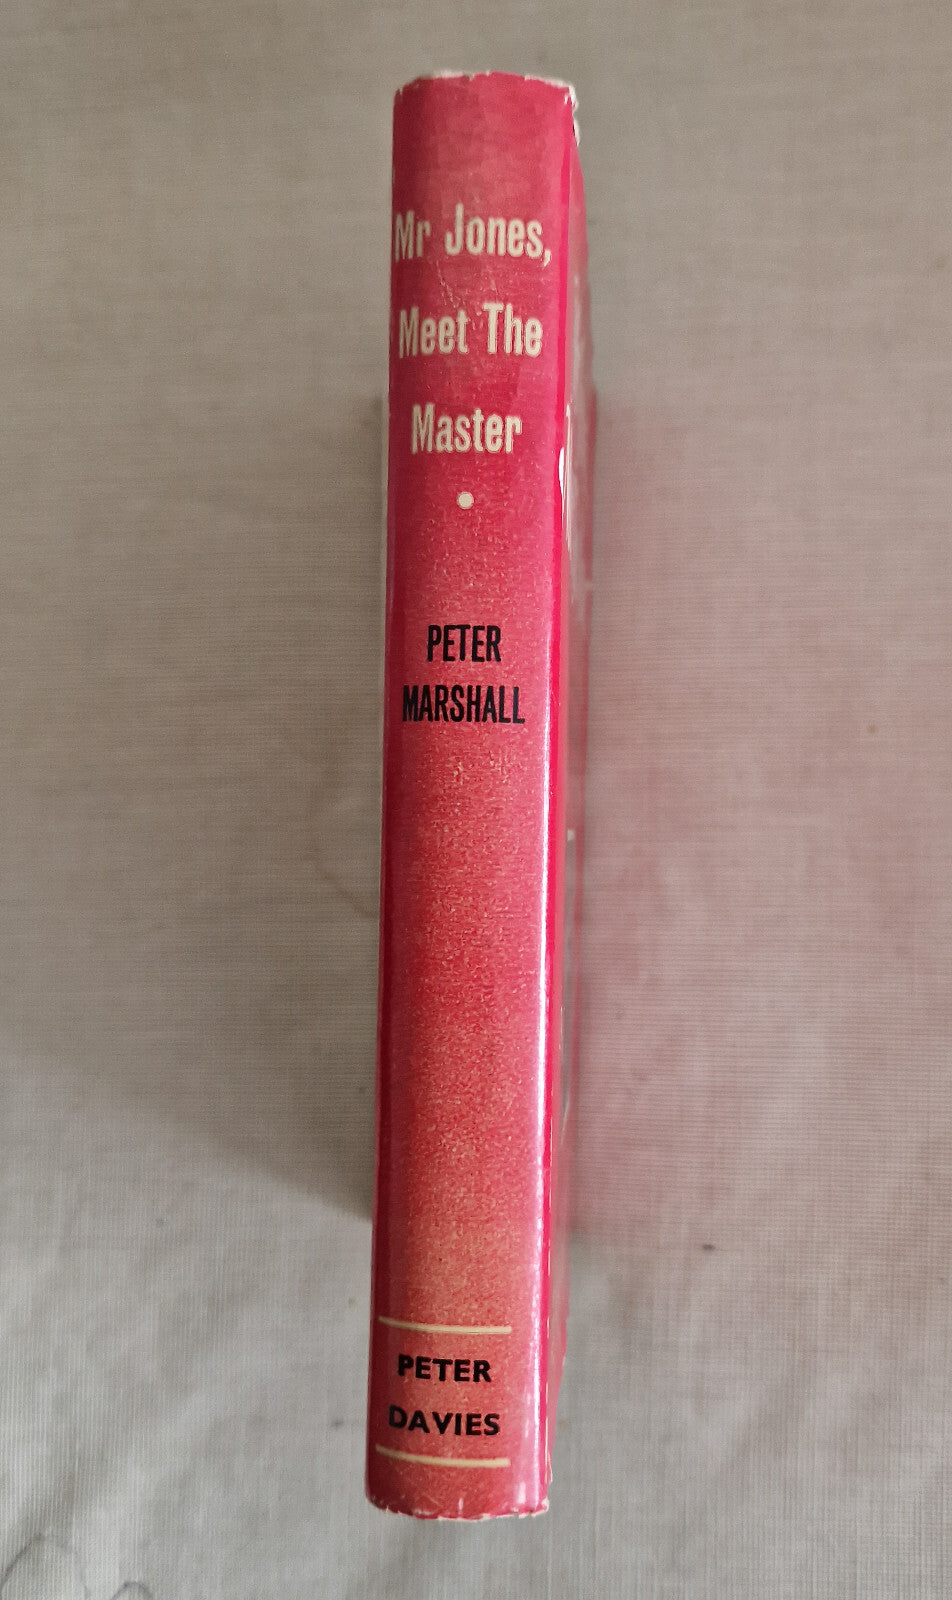 Mr Jones,
Meet The
Master
PETER
MARSHALL
PETER
DAVIES